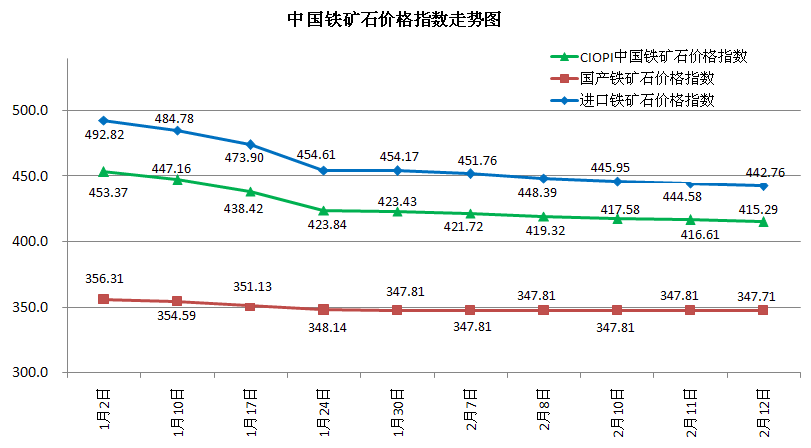 中国铁矿石价格指数走势图
CIOPI中国铁矿石价格指数
国产铁矿石价格指数
进口铁矿石价格指数
500.0
450.0
400.0
350.0
300.0
492.82
484.78
473.90
454.61
454.17
451.76
448.39
445.95
444.58
442.76
453.37
447.16
438.42
423.84
423.43
421.72
419.32
417.58
416.61
415.29
356.31
354.59
351.13
348.14
347.81
347.81
347.81
347.81
347.81
347.71
1月2日
1月10日
1月17日
1月24日
1月30日
2月7日
2月8日
2月10日
2月11日
2月12日